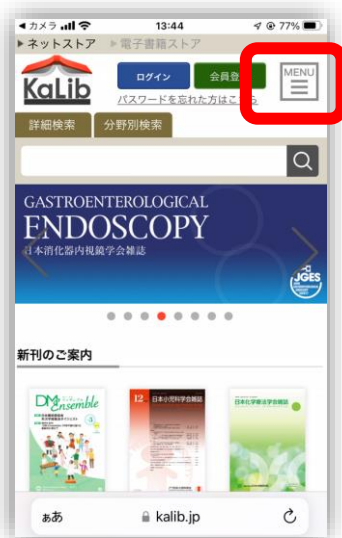 カメラ 13:44 77%
ネットストア 電子書籍ストア
KaLib
ログイン 会員登
MENU
パスワードを忘れた方はこちら
詳細検索 分野別検索
GASTROENTEROLOGICAL
ENDOSCOPY
日本消化器内視鏡学会雑誌
JGES
新刊のご案内
DM Ensemble
12 日本小児科学会雑誌
日本化学療法学会雑誌
ぁあ kalib.jp